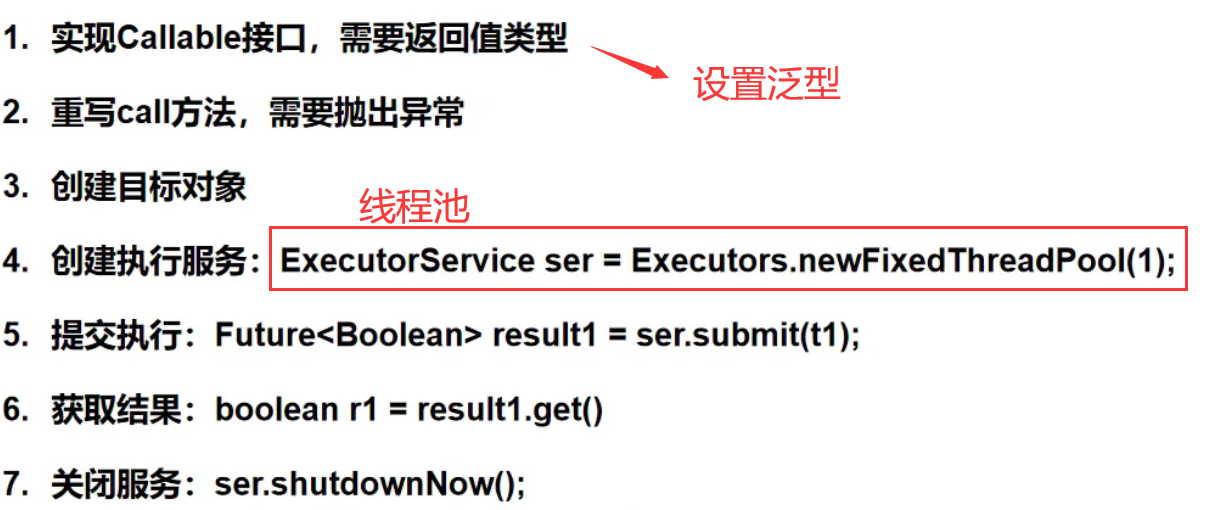 1. 实现Callable接口，需要返回值类型
设置泛型
2. 重写call方法，需要抛出异常
3. 创建目标对象
线程池
4. 创建执行服务：ExecutorService ser = Executors.newFixedThreadPool(1);
5. 提交执行：Future<Boolean> result1 = ser.submit(t1);
6. 获取结果：boolean r1 = result1.get()
7. 关闭服务：ser.shutdownNow();